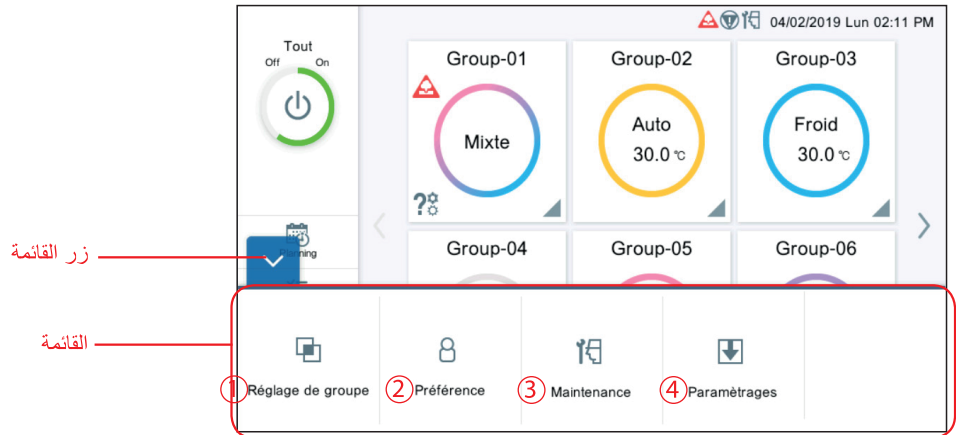 04/02/2019 Lun 02:11 PM
Tout
Off On
Group-01
Group-02
Group-03
Mixte
Auto
30.0 °C
Froid
30.0 °C
?
Group-04
Group-05
Group-06
زر القائمة
القائمة
① Réglage de groupe
② Préférence
③ Maintenance
④ Paramètrages